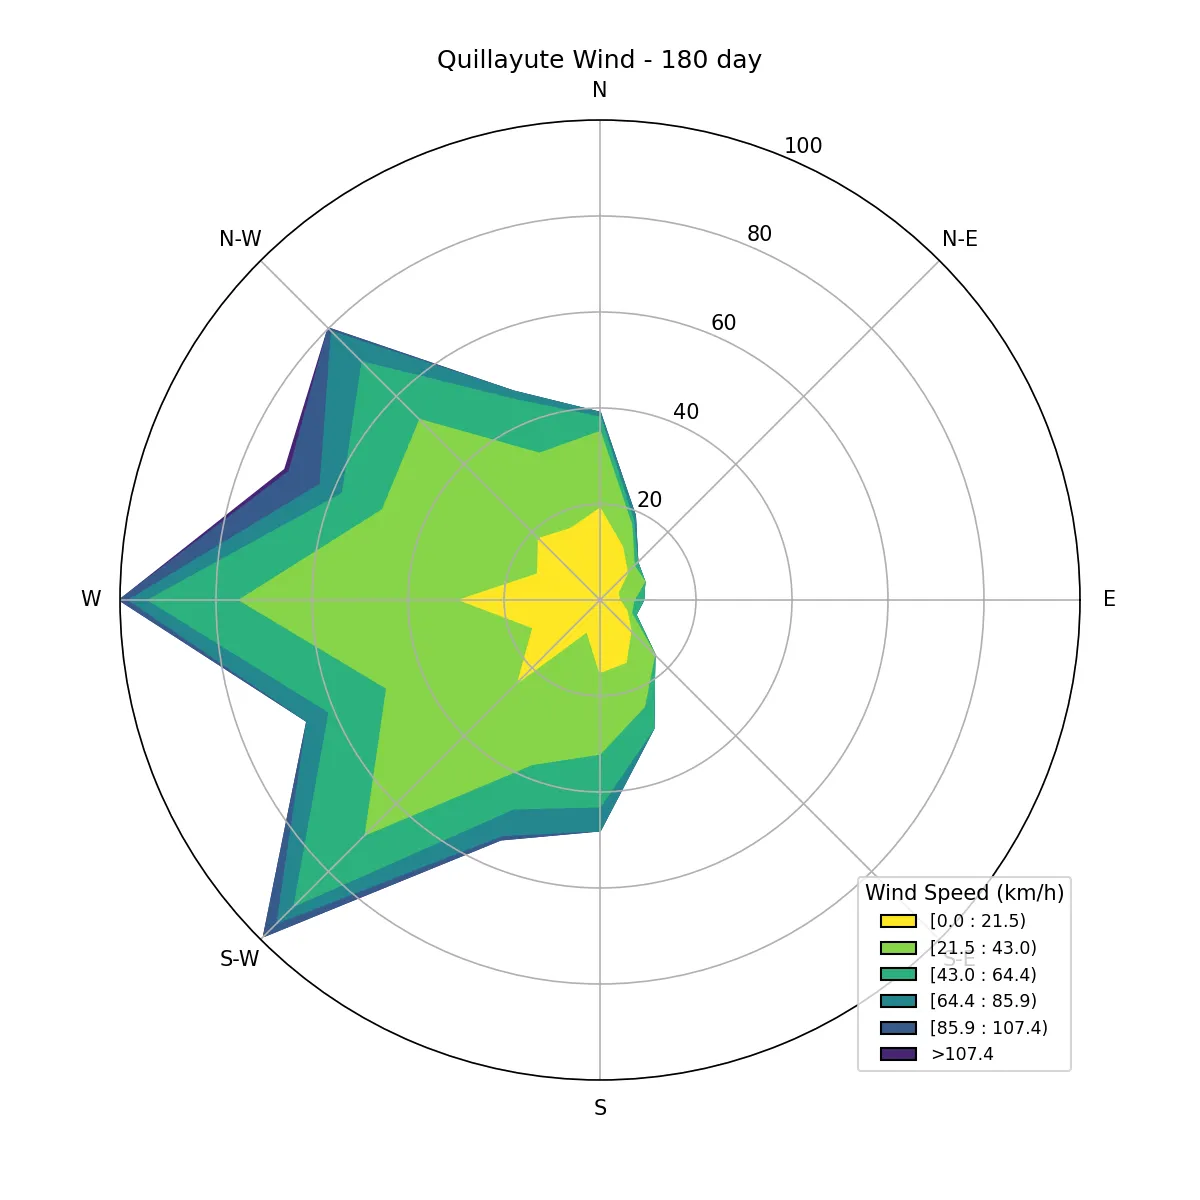 Quillayute Wind - 180 day
N
100
N-W
80
N-E
60
40
20
W
E
S-W
S-E
S
Wind Speed (km/h)
[0.0 : 21.5)
[21.5 : 43.0)
[43.0 : 64.4)
[64.4 : 85.9)
[85.9 : 107.4)
>107.4